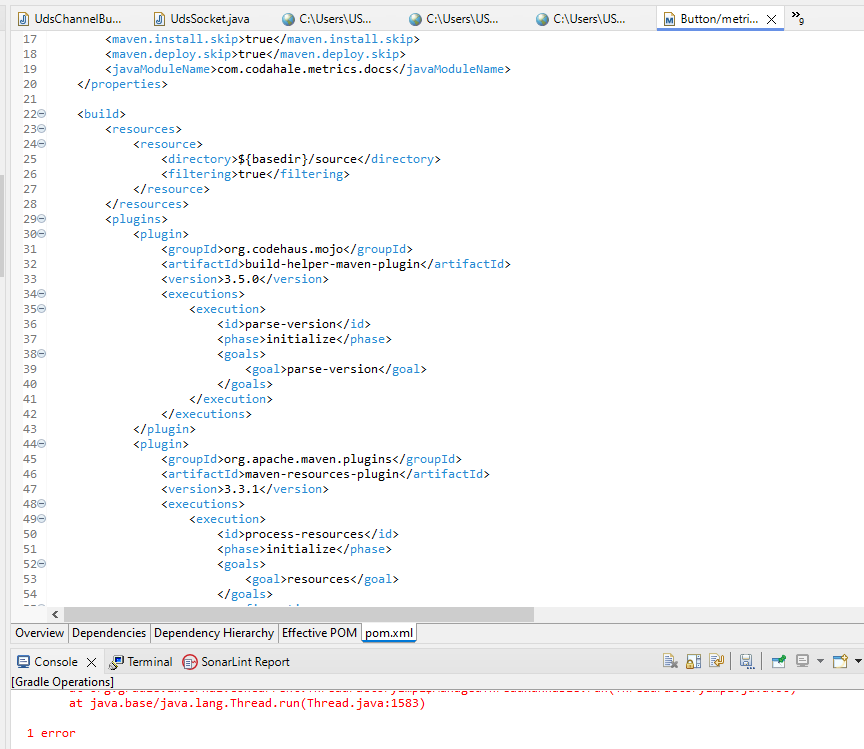 UdsChannelBu... UdsSocket.java C:\Users\US... C:\Users\US... C:\Users\US... Button/metri... »9
17 <maven.install.skip>true</maven.install.skip>
18 <maven.deploy.skip>true</maven.deploy.skip>
19 <javaModuleName>com.codahale.metrics.docs</javaModuleName>
20 </properties>
21
22 <build>
23 <resources>
24 <resource>
25 <directory>${basedir}/source</directory>
26 <filtering>true</filtering>
27 </resource>
28 </resources>
29 <plugins>
30 <plugin>
31 <groupId>org.codehaus.mojo</groupId>
32 <artifactId>build-helper-maven-plugin</artifactId>
33 <version>3.5.0</version>
34 <executions>
35 <execution>
36 <id>parse-version</id>
37 <phase>initialize</phase>
38 <goals>
39 <goal>parse-version</goal>
40 </goals>
41 </execution>
42 </executions>
43 </plugin>
44 <plugin>
45 <groupId>org.apache.maven.plugins</groupId>
46 <artifactId>maven-resources-plugin</artifactId>
47 <version>3.3.1</version>
48 <executions>
49 <execution>
50 <id>process-resources</id>
51 <phase>initialize</phase>
52 <goals>
53 <goal>resources</goal>
54 </goals>
Overview Dependencies Dependency Hierarchy Effective POM pom.xml
Console Terminal SonarLint Report
[Gradle Operations]
at java.base/java.lang.Thread.run(Thread.java:1583)
1 error